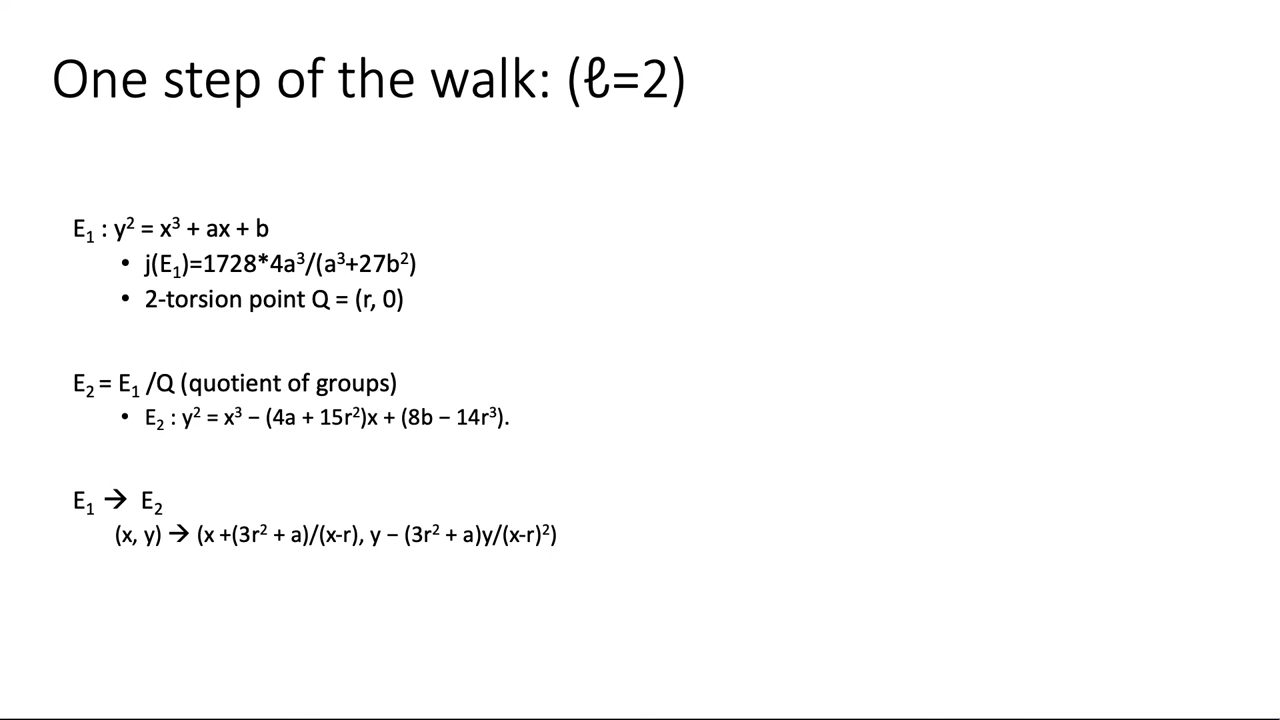 One step of the walk: (ℓ=2)
E₁ : y² = x³ + ax + b
• j(E₁)=1728*4a³/(a³+27b²)
• 2-torsion point Q = (r, 0)
E₂ = E₁ /Q (quotient of groups)
• E₂ : y² = x³ − (4a + 15r²)x + (8b − 14r³).
E₁ → E₂
(x, y) → (x +(3r² + a)/(x-r), y − (3r² + a)y/(x-r)²)